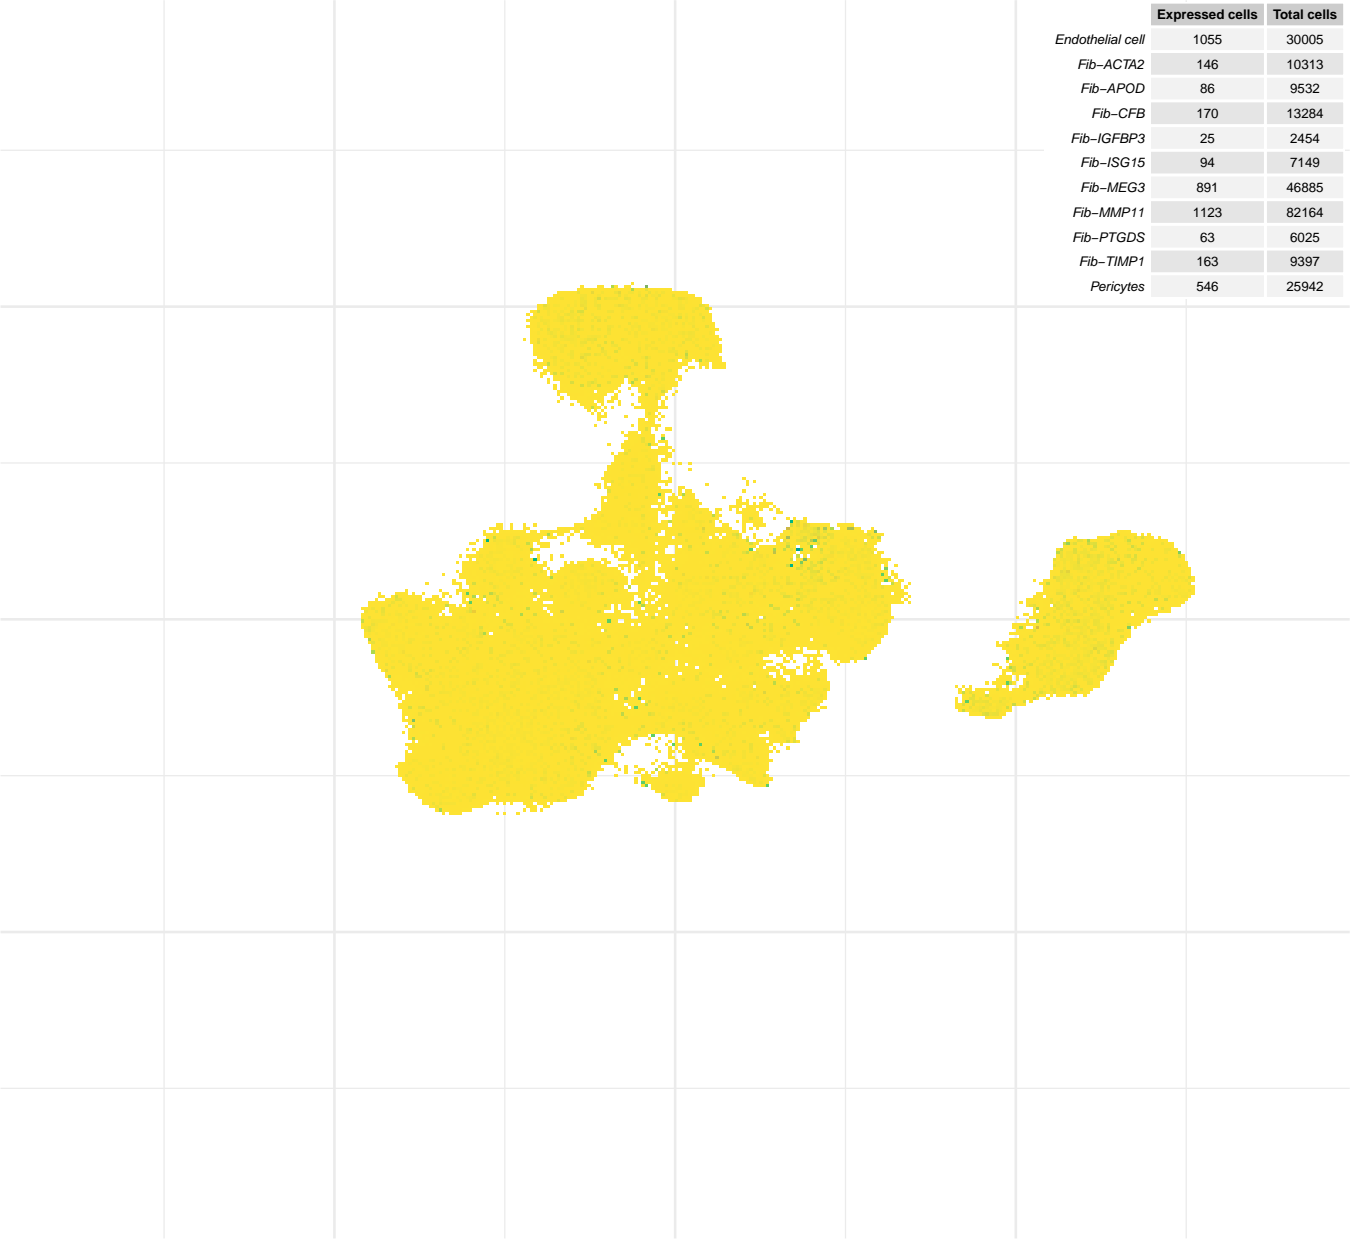 Expressed cells Total cells
Endothelial cell 1055 30005
Fib−ACTA2 146 10313
Fib−APOD 86 9532
Fib−CFB 170 13284
Fib−IGFBP3 25 2454
Fib−ISG15 94 7149
Fib−MEG3 891 46885
Fib−MMP11 1123 82164
Fib−PTGDS 63 6025
Fib−TIMP1 163 9397
Pericytes 546 25942